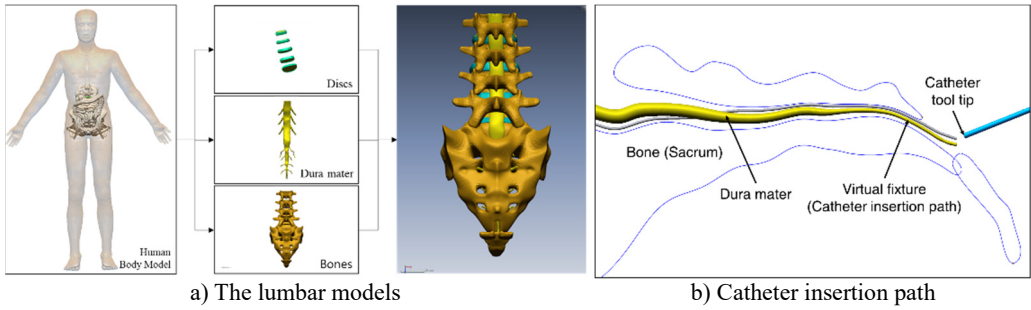 Human
Body Model
Discs
Dura mater
Bones
Bone (Sacrum)
Dura mater
Virtual fixture
(Catheter insertion path)
Catheter
tool tip
a) The lumbar models
b) Catheter insertion path